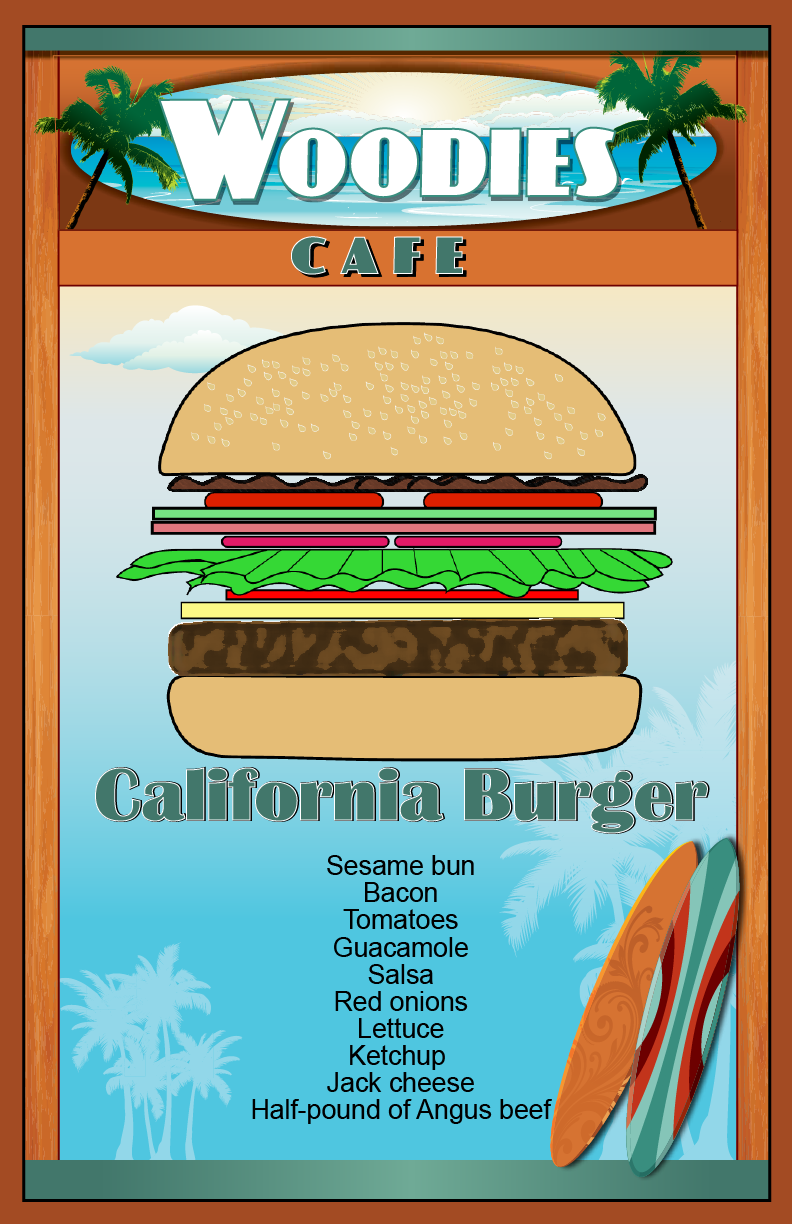 WOODIES
CAFE
California Burger
Sesame bun
Bacon
Tomatoes
Guacamole
Salsa
Red onions
Lettuce
Ketchup
Jack cheese
Half-pound of Angus beef